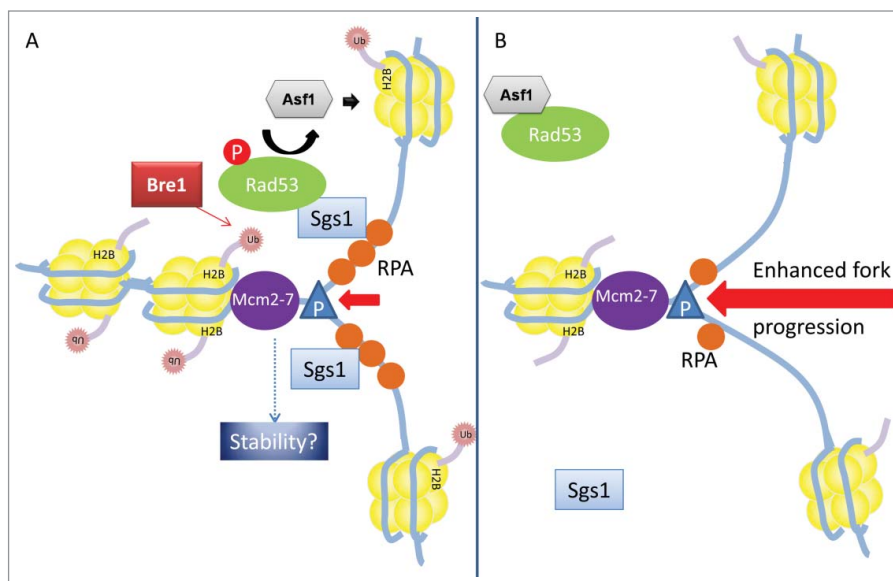 A
Ub
H2B
Asf1
P
Rad53
Bre1
Sgs1
Ub
RPA
H2B
H2B
Mcm2-7
P
H2B
Ub
Ub
Sgs1
Stability?
Ub
H2B
B
Asf1
Rad53
H2B
Mcm2-7
P
Enhanced fork
progression
H2B
RPA
Sgs1